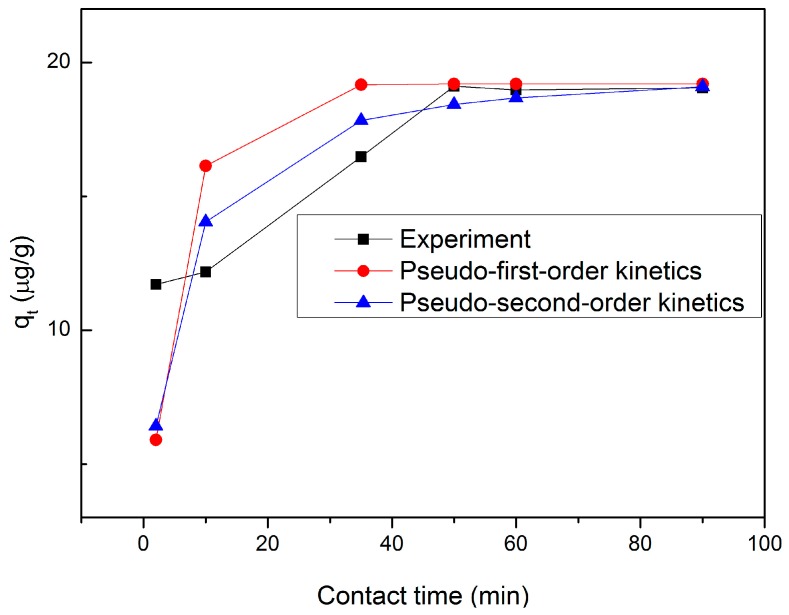 20
10
qt (μg/g)
Experiment
Pseudo-first-order kinetics
Pseudo-second-order kinetics
0 20 40 60 80 100
Contact time (min)